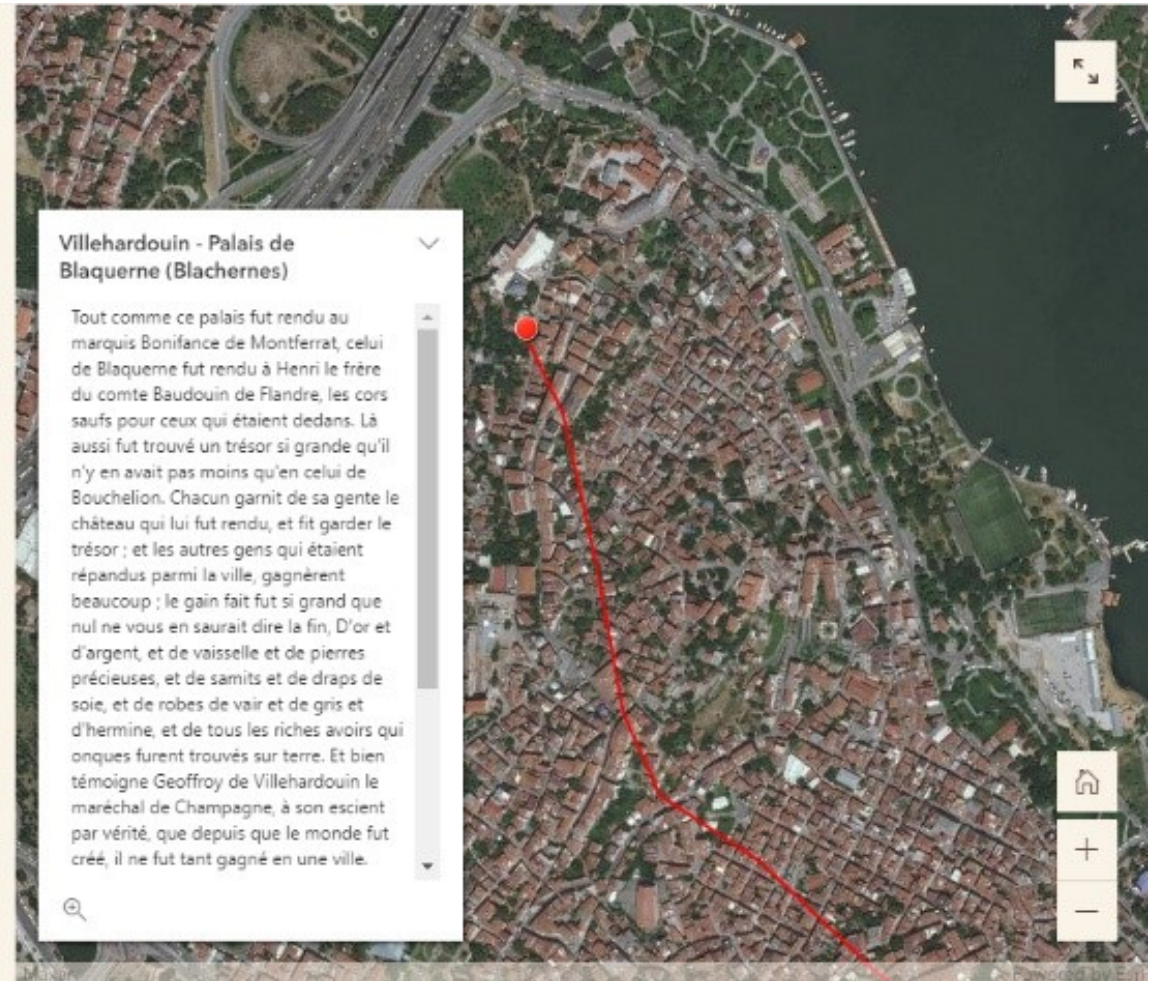 Villehardouin - Palais de
Blaquerne (Blachernes)
Tout comme ce palais fut rendu au
marquis Bonifance de Montferrat, celui
de Blaquerne fut rendu à Henri le frère
du comte Baudouin de Flandre, les cors
saufs pour ceux qui étaient dedans. Là
aussi fut trouvé un trésor si grande qu'il
n'y en avait pas moins qu'en celui de
Bouchelion. Chacun garnit de sa gente le
château qui lui fut rendu, et fit garder le
trésor ; et les autres gens qui étaient
répandus parmi la ville, gagnèrent
beaucoup ; le gain fait fut si grand que
nul ne vous en saurait dire la fin, D'or et
d'argent, et de vaisselle et de pierres
précieuses, et de samits et de draps de
soie, et de robes de vair et de gris et
d'hermine, et de tous les riches avoirs qui
onques furent trouvés sur terre. Et bien
témoigne Geoffroy de Villehardouin le
maréchal de Champagne, à son escient
par vérité, que depuis que le monde fut
créé, il ne fut tant gagné en une ville.
Powered by Esri